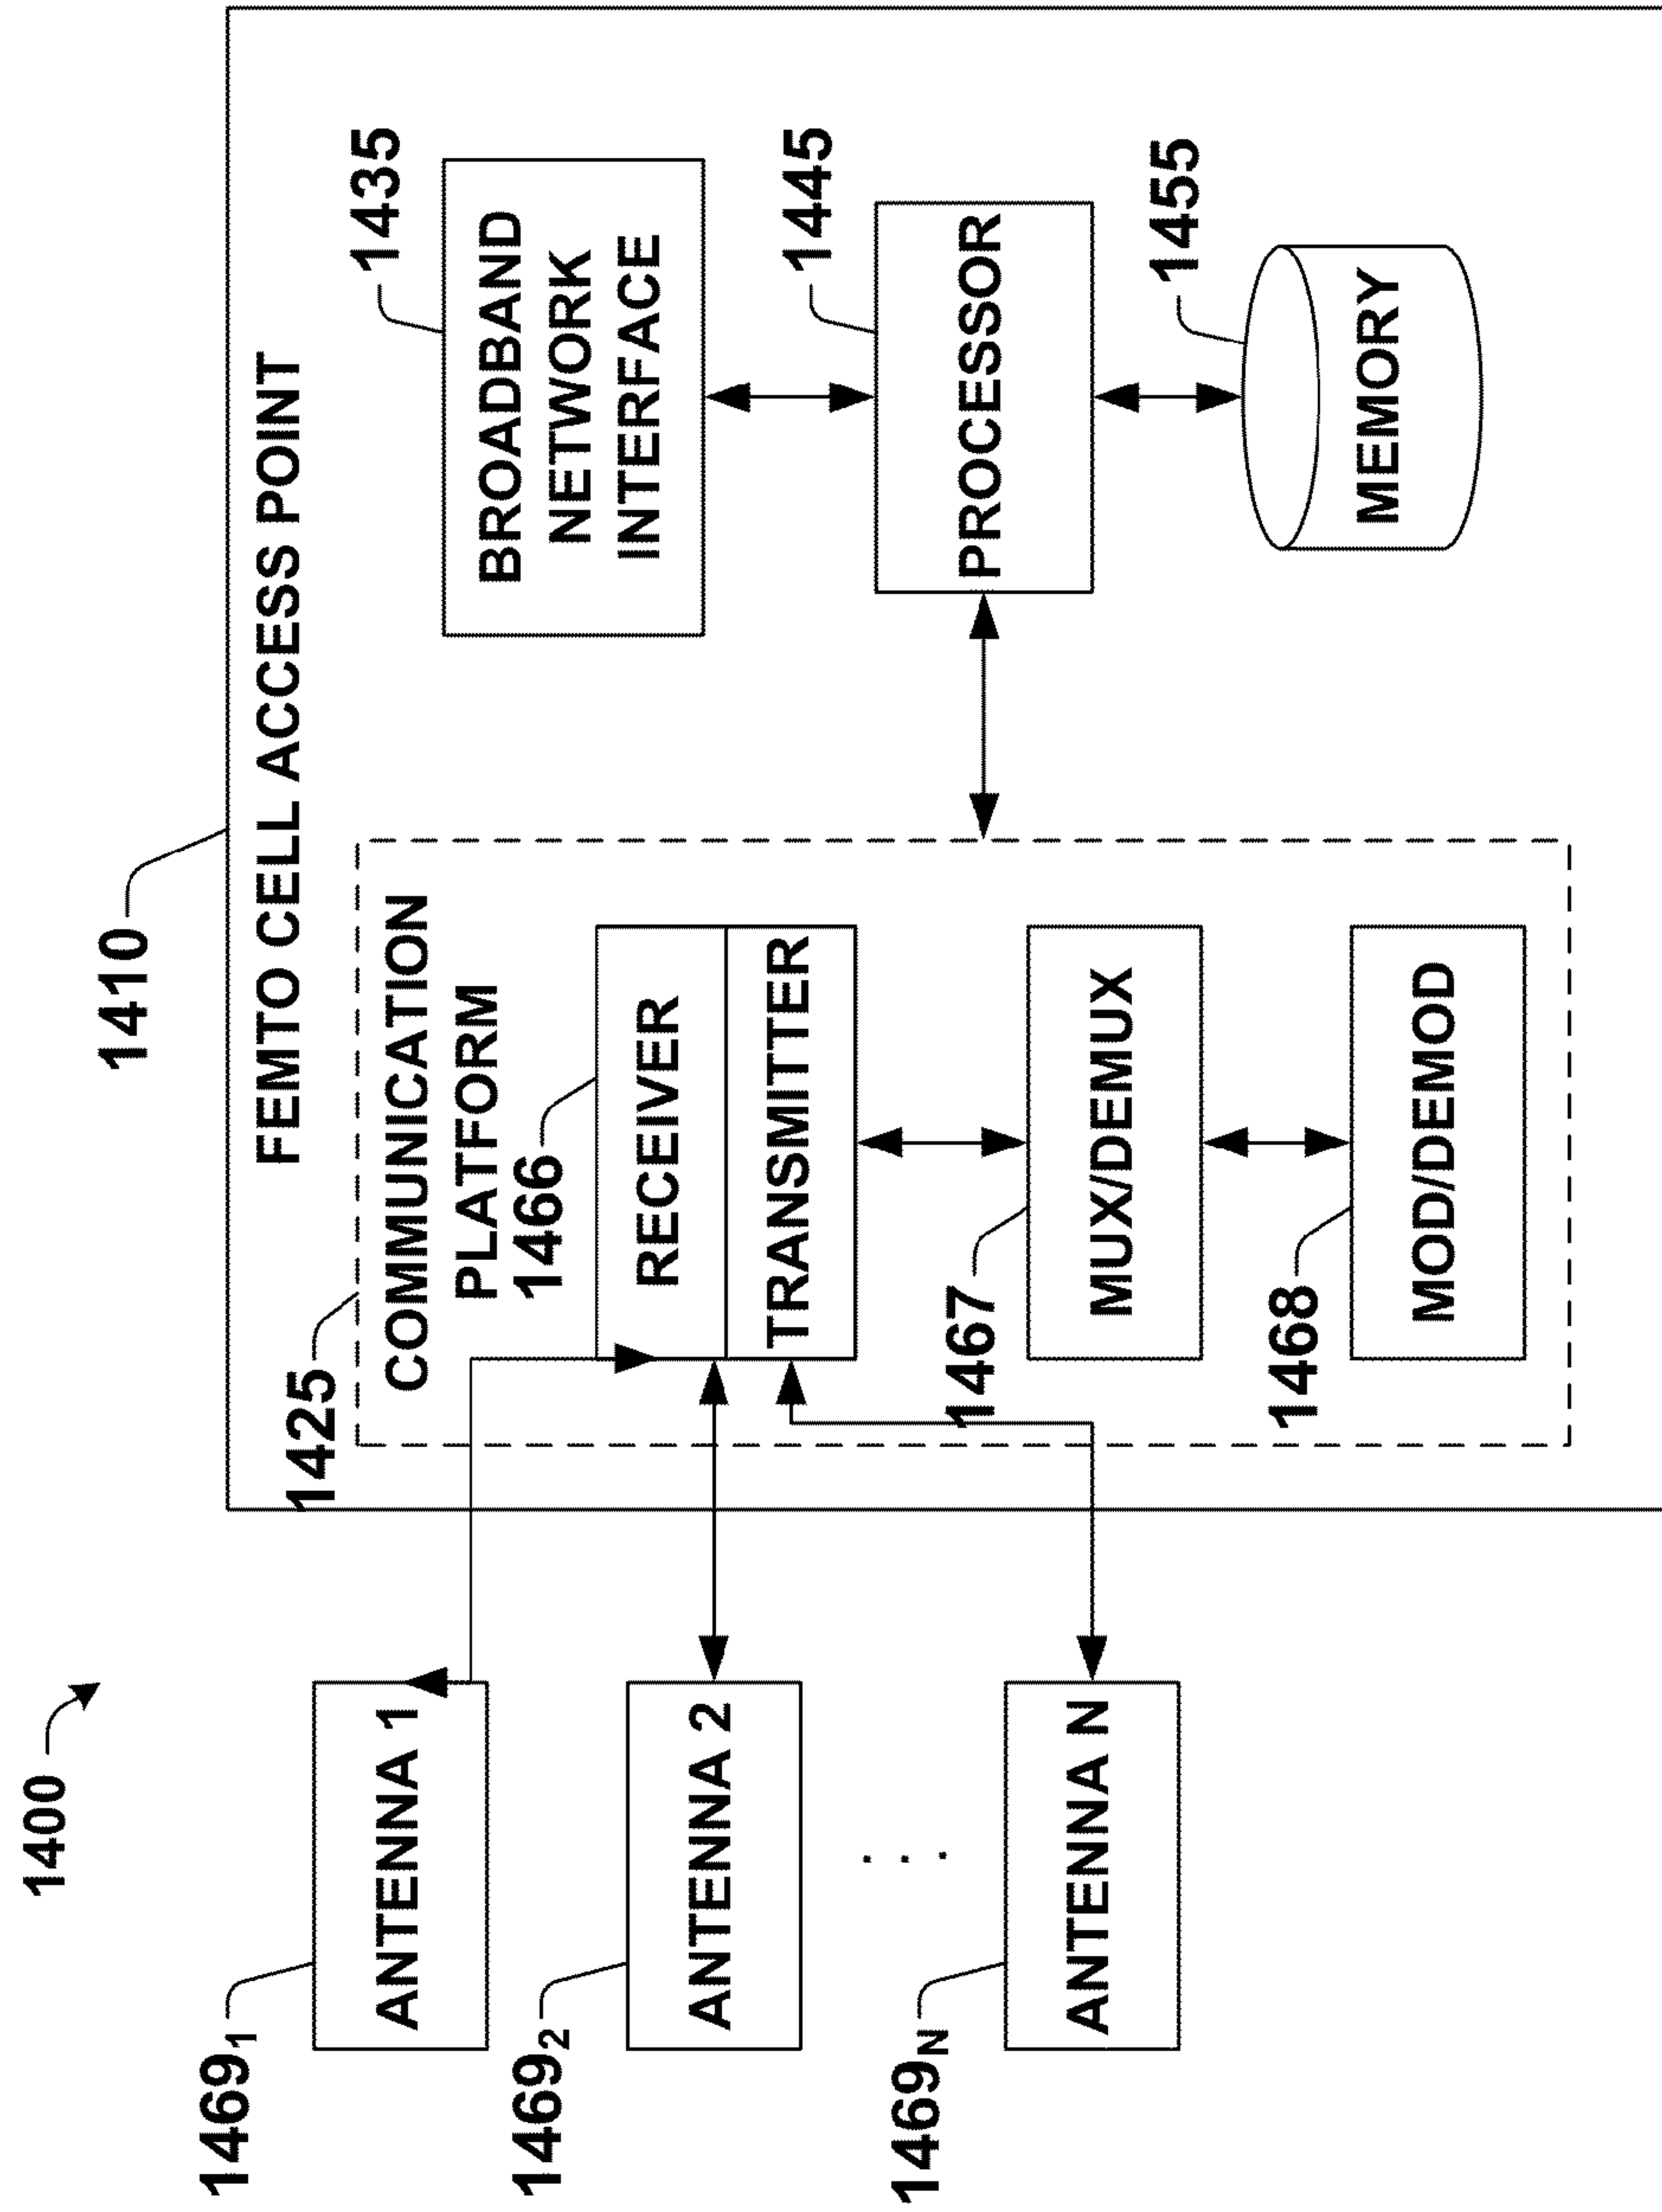 1400
1410
FEMTO CELL ACCESS POINT
1425
COMMUNICATION
PLATFORM
1466
RECEIVER
TRANSMITTER
1467
MUX/DEMUX
1468
MOD/DEMOD
1469₁
ANTENNA 1
1469₂
ANTENNA 2
. . .
1469N
ANTENNA N
1435
BROADBAND
NETWORK
INTERFACE
1445
PROCESSOR
1455
MEMORY